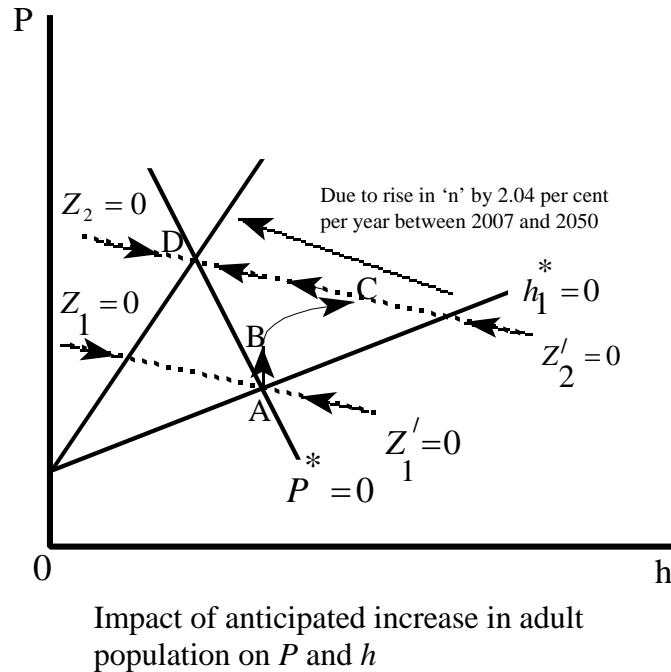 P
Due to rise in ‘n’ by 2.04 per cent
per year between 2007 and 2050
Z₂ = 0
D
C
h₁* = 0
Z₁ = 0
B
Z₂′ = 0
A
Z₁′ = 0
P* = 0
0
h
Impact of anticipated increase in adult
population on P and h